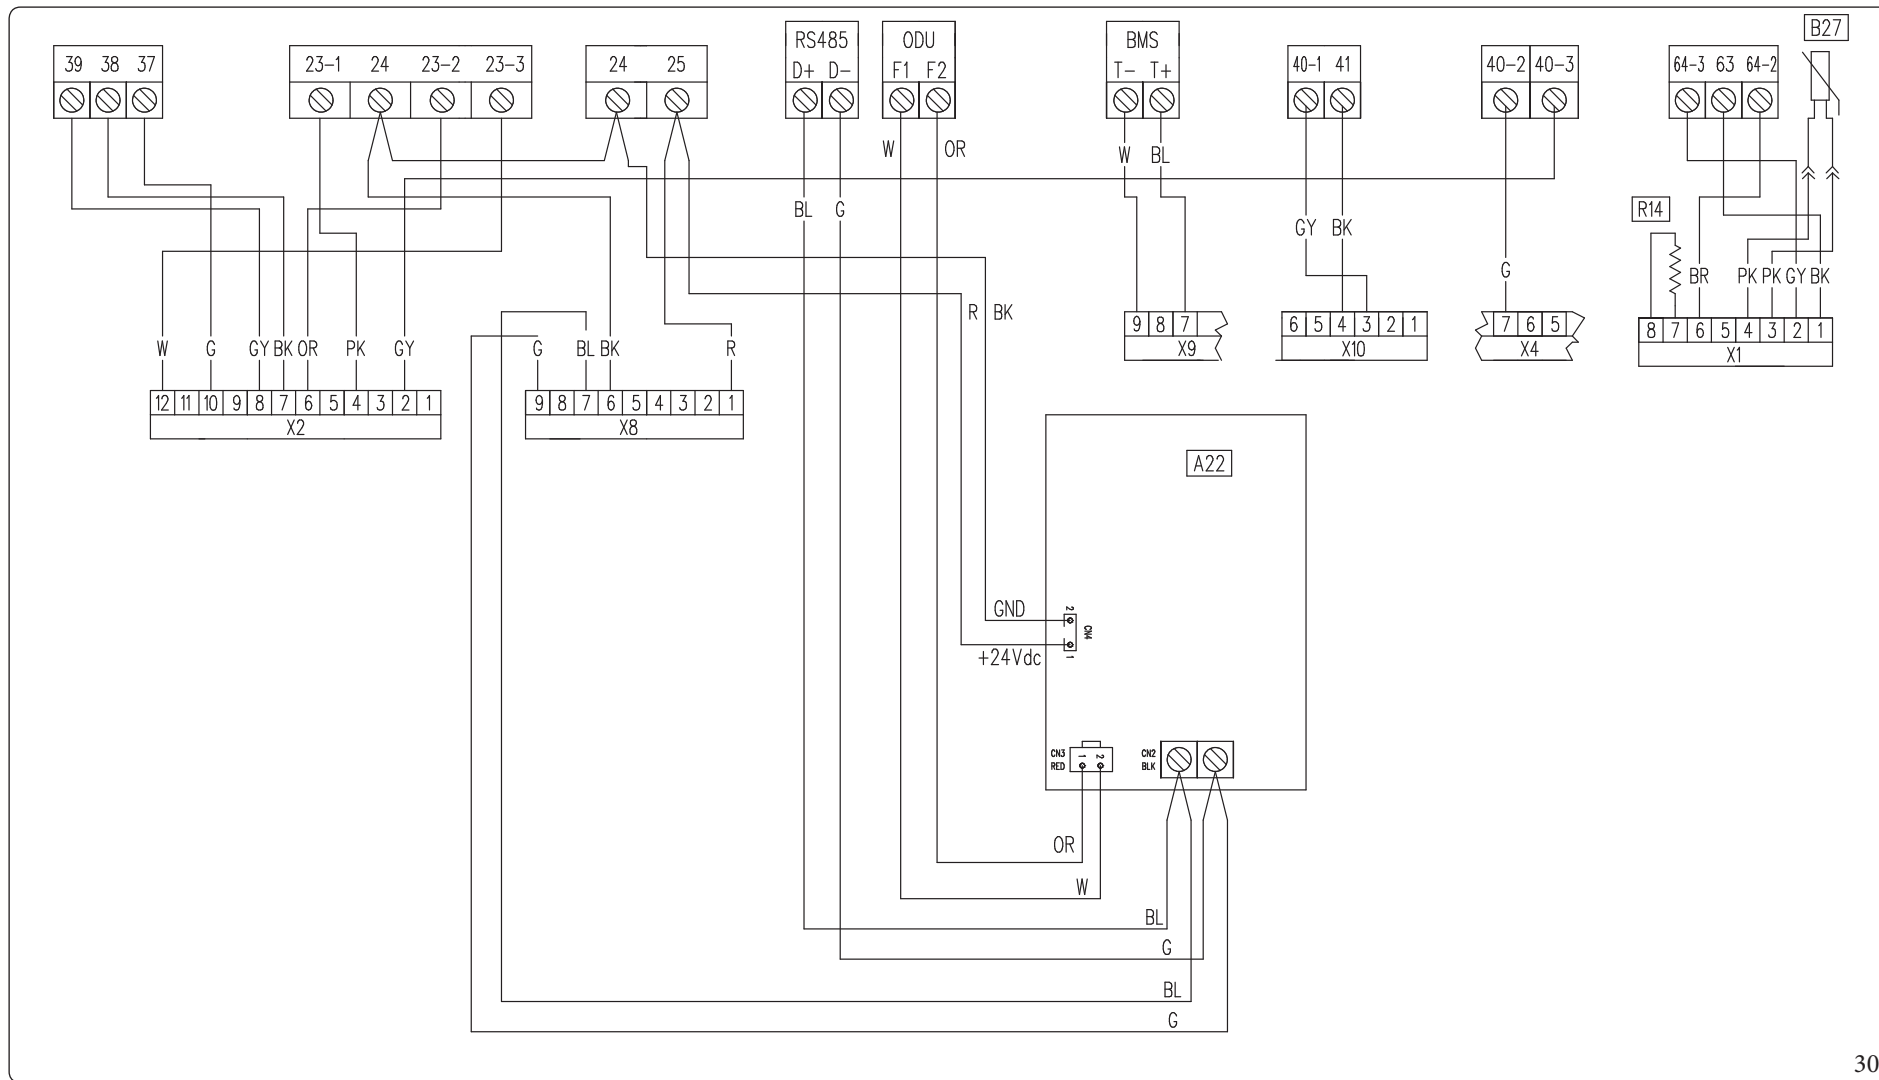 B27
RS485
ODU
BMS
39 38 37
23-1 24 23-2 23-3
24 25
D+ D-
F1 F2
T- T+
40-1 41
40-2 40-3
64-3 63 64-2
W OR
W BL
BL G
R14
GY BK
G
BR PK PK GY BK
R BK
9 8 7
X9
6 5 4 3 2 1
X10
7 6 5
X4
8 7 6 5 4 3 2 1
X1
W G GY BK OR PK GY
G BL BK R
12 11 10 9 8 7 6 5 4 3 2 1
X2
9 8 7 6 5 4 3 2 1
X8
A22
GND
2
CN4
1
+24Vdc
CN3
RED
1 2
CN2
BLK
OR
W
BL
G
BL
G
30